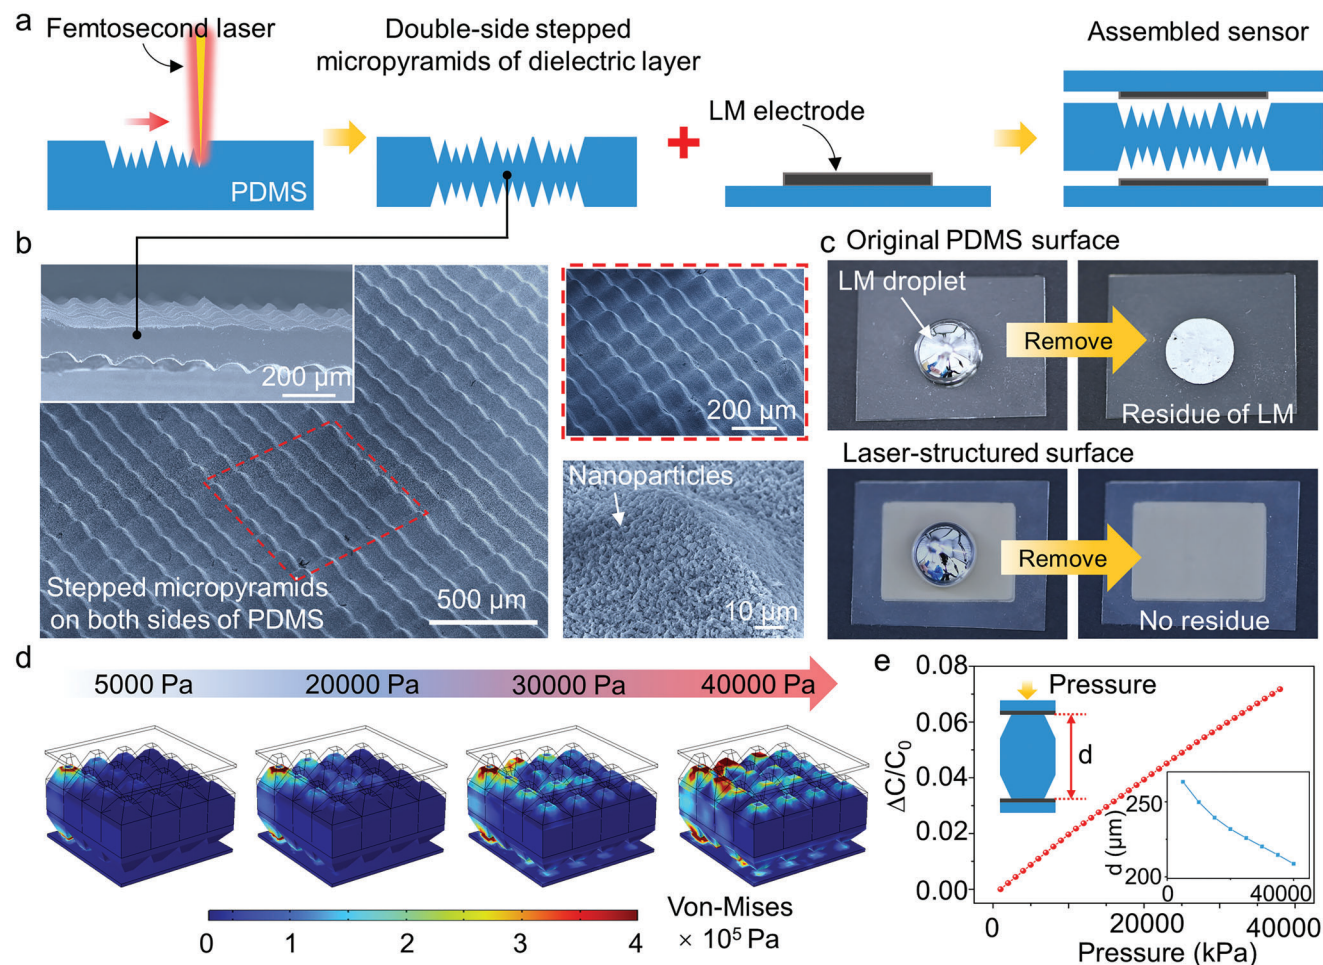 a
Femtosecond laser
PDMS
Double-side stepped
micropyramids of dielectric layer
LM electrode
Assembled sensor
b
200 µm
Stepped micropyramids
on both sides of PDMS
500 µm
200 µm
Nanoparticles
10 µm
c
Original PDMS surface
LM droplet
Remove
Residue of LM
Laser-structured surface
Remove
No residue
d
5000 Pa
20000 Pa
30000 Pa
40000 Pa
0
1
2
3
4
Von-Mises
× 10⁵ Pa
e
0.08
0.06
0.04
0.02
0.00
ΔC/C₀
Pressure
d
d (µm)
250
200
0
40000
0
20000
40000
Pressure (kPa)